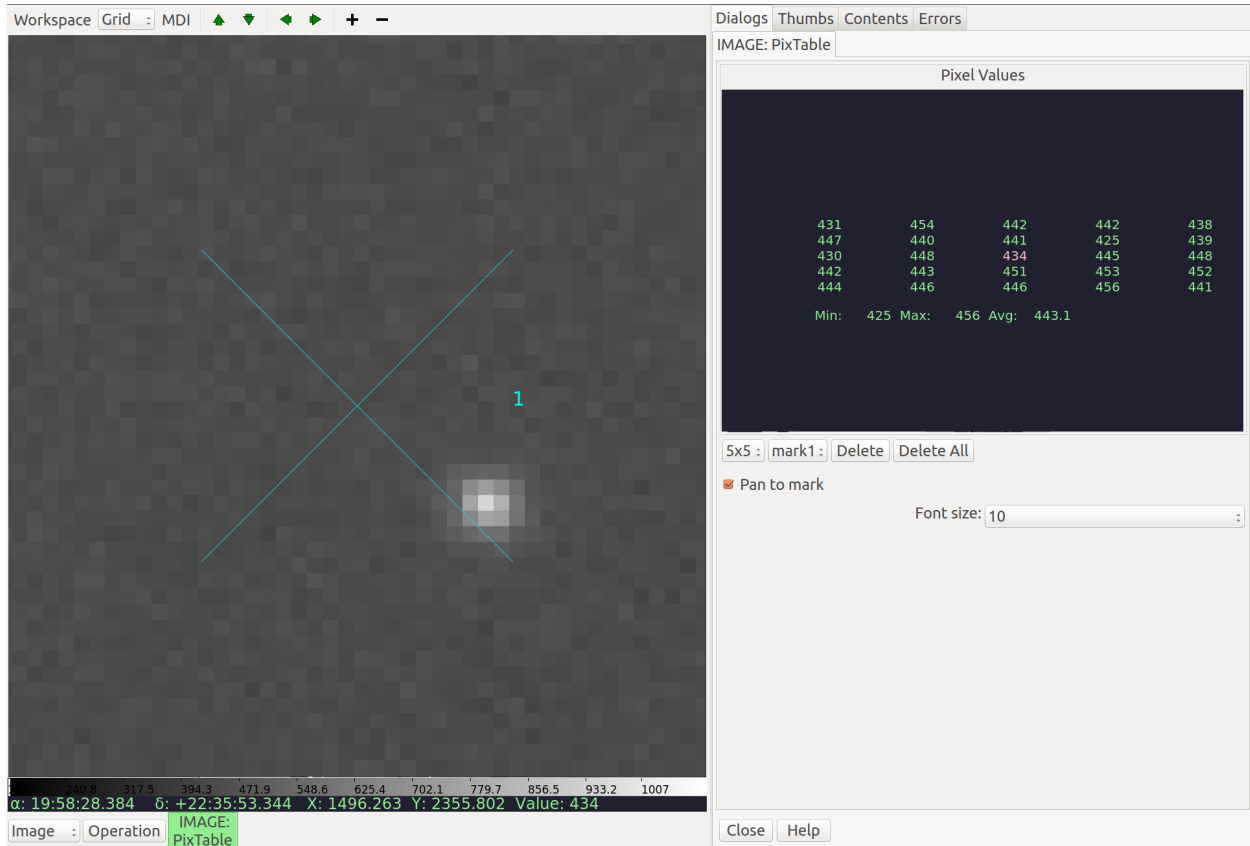 Workspace Grid MDI
1
240.8 317.5 394.3 471.9 548.6 625.4 702.1 779.7 856.5 933.2 1007
α: 19:58:28.384 δ: +22:35:53.344 X: 1496.263 Y: 2355.802 Value: 434
Image Operation IMAGE: PixTable
Dialogs Thumbs Contents Errors
IMAGE: PixTable
Pixel Values
431 454 442 442 438
447 440 441 425 439
430 448 434 445 448
442 443 451 453 452
444 446 446 456 441
Min: 425 Max: 456 Avg: 443.1
5x5 mark1 Delete Delete All
Pan to mark
Font size: 10
Close Help